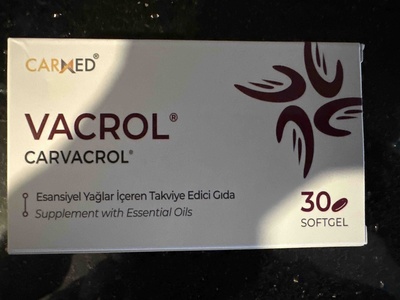 CARMED®
VACROL®
CARVACROL®
Esansiyel Yağlar İçeren Takviye Edici Gıda
Supplement with Essential Oils
30
SOFTGEL